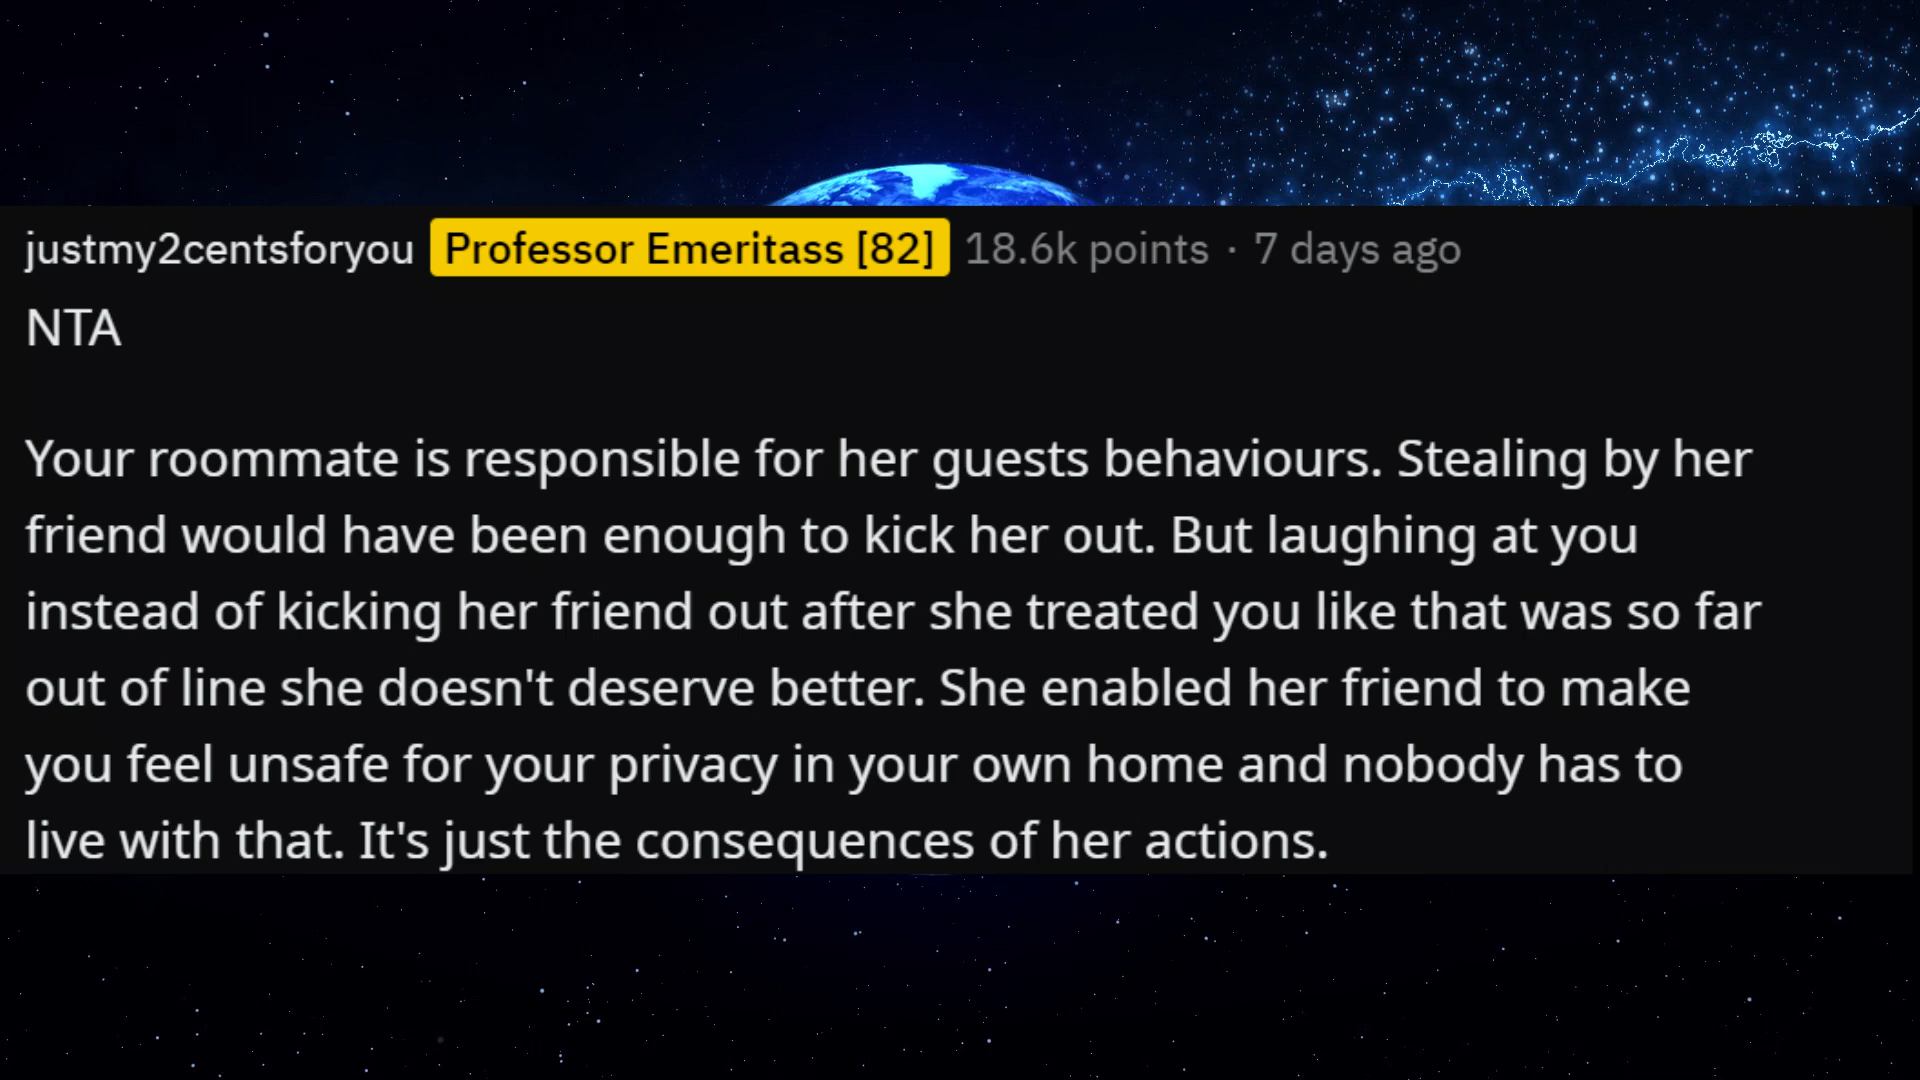 justmy2centsforyou Professor Emeritass [82] 18.6k points · 7 days ago
NTA
Your roommate is responsible for her guests behaviours. Stealing by her
friend would have been enough to kick her out. But laughing at you
instead of kicking her friend out after she treated you like that was so far
out of line she doesn't deserve better. She enabled her friend to make
you feel unsafe for your privacy in your own home and nobody has to
live with that. It's just the consequences of her actions.